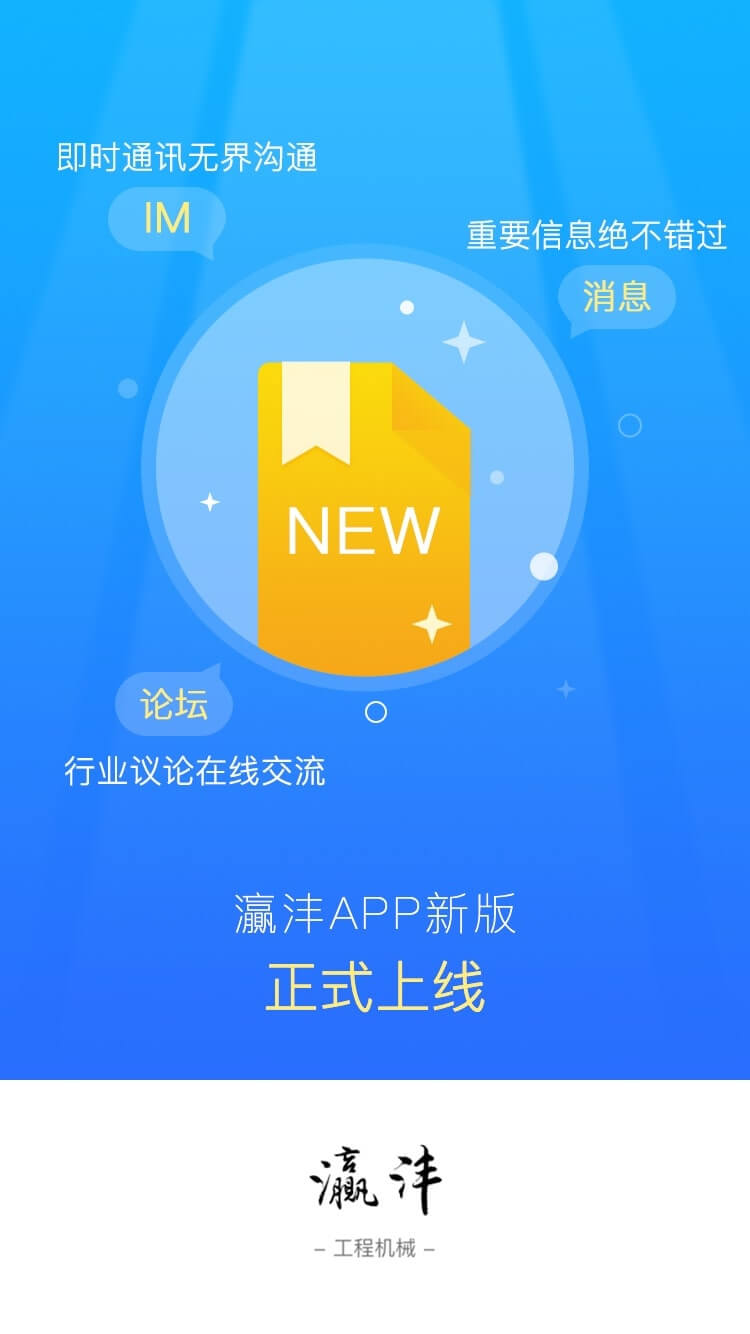 即时通讯无界沟通
IM
重要信息绝不错过
消息
NEW
论坛
行业议论在线交流
瀛沣APP新版
正式上线
瀛沣
– 工程机械 –